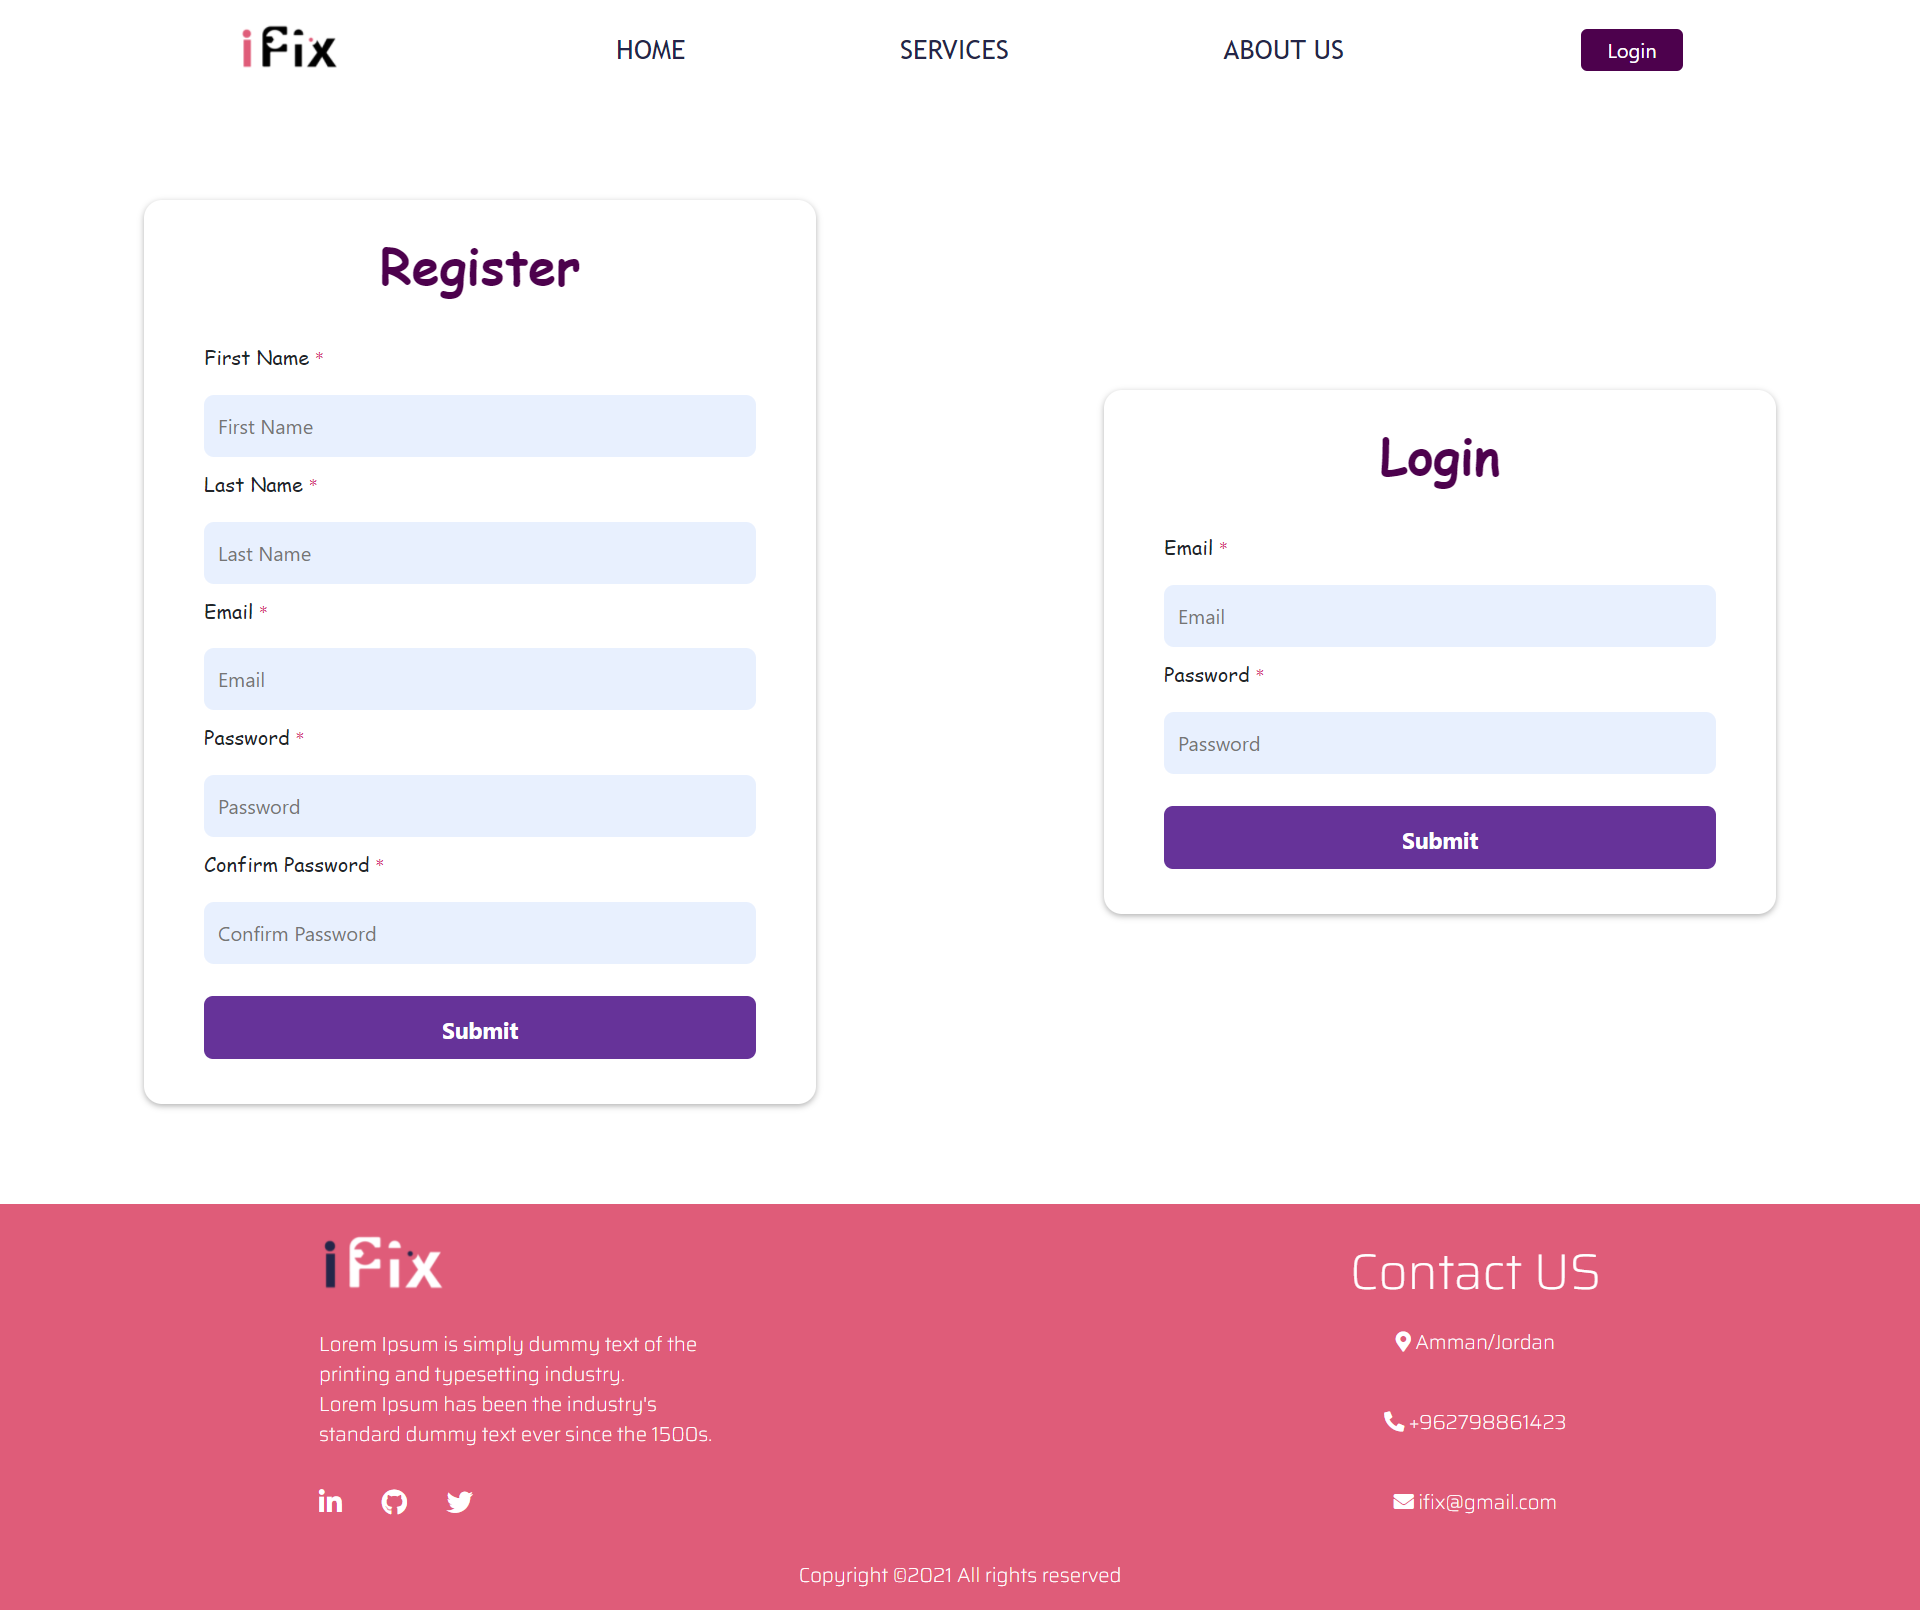 iFix
HOME
SERVICES
ABOUT US
Login
Register
First Name *
First Name
Last Name *
Last Name
Email *
Email
Password *
Password
Confirm Password *
Confirm Password
Submit
Login
Email *
Email
Password *
Password
Submit
iFix
Lorem Ipsum is simply dummy text of the
printing and typesetting industry.
Lorem Ipsum has been the industry's
standard dummy text ever since the 1500s.
Contact US
Amman/Jordan
+962798861423
ifix@gmail.com
Copyright ©2021 All rights reserved